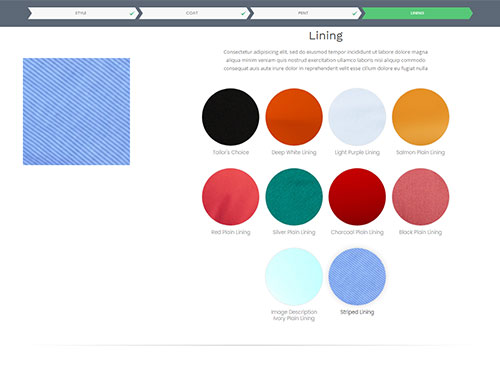 STYLE
COAT
PRINT
LINING
Lining
Consectetur adipisicing elit, sed do eiusmod tempor incididunt ut labore dolore magna
aliqua minim veniam quis nostrud exercitation ullamco laboris nisi aliquip commodo
consequat auis aute irure dolor in reprehenderit velit esse cillum dolore eu fugiat nulla
Tailor's Choice
Deep White Lining
Light Purple Lining
Salmon Plain Lining
Red Plain Lining
Silver Plain Lining
Charcoal Plain Lining
Black Plain Lining
Image Description
Ivory Plain Lining
Striped Lining